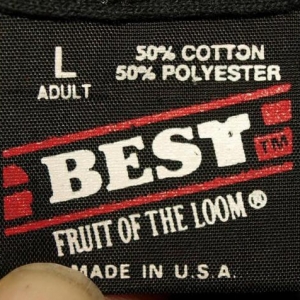 L
ADULT
50% COTTON
50% POLYESTER
BEST TM
FRUIT OF THE LOOM®
MADE IN U.S.A.